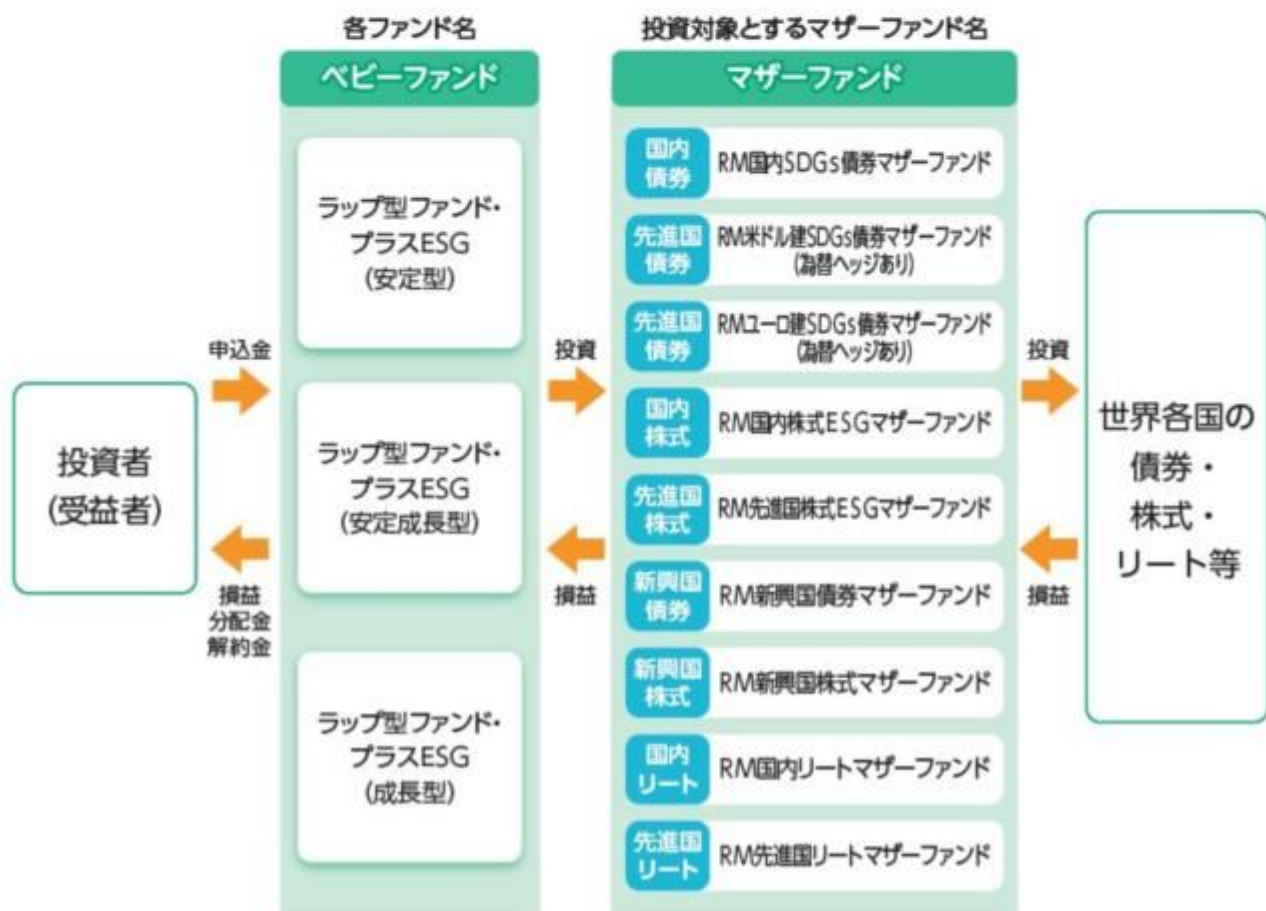 各ファンド名
ベビーファンド
ラップ型ファンド・
プラスESG
(安定型)
ラップ型ファンド・
プラスESG
(安定成長型)
ラップ型ファンド・
プラスESG
(成長型)
投資対象とするマザーファンド名
マザーファンド
国内
債券
RM国内SDGs債券マザーファンド
先進国
債券
RM米ドル建SDGs債券マザーファンド
(為替ヘッジあり)
先進国
債券
RMユーロ建SDGs債券マザーファンド
(為替ヘッジあり)
国内
株式
RM国内株式ESGマザーファンド
先進国
株式
RM先進国株式ESGマザーファンド
新興国
債券
RM新興国債券マザーファンド
新興国
株式
RM新興国株式マザーファンド
国内
リート
RM国内リートマザーファンド
先進国
リート
RM先進国リートマザーファンド
投資者
(受益者)
申込金
損益
分配金
解約金
投資
損益
投資
損益
世界各国の
債券・
株式・
リート等